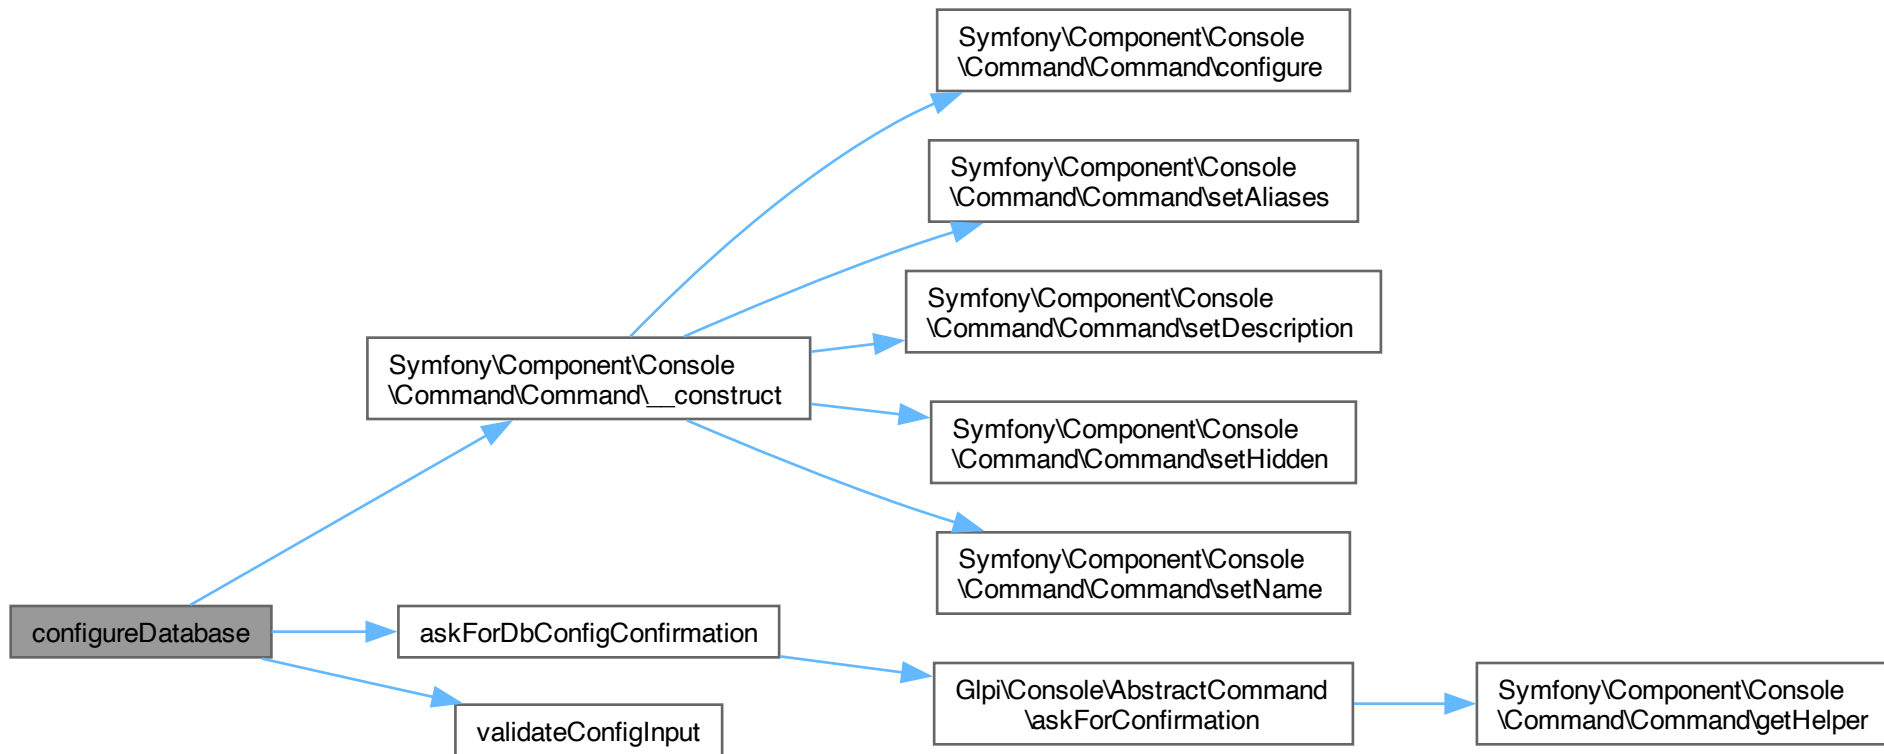 Symfony\Component\Console
\Command\Command\configure
Symfony\Component\Console
\Command\Command\setAliases
Symfony\Component\Console
\Command\Command\setDescription
Symfony\Component\Console
\Command\Command\__construct
Symfony\Component\Console
\Command\Command\setHidden
Symfony\Component\Console
\Command\Command\setName
configureDatabase
askForDbConfigConfirmation
Glpi\Console\AbstractCommand
\askForConfirmation
Symfony\Component\Console
\Command\Command\getHelper
validateConfigInput